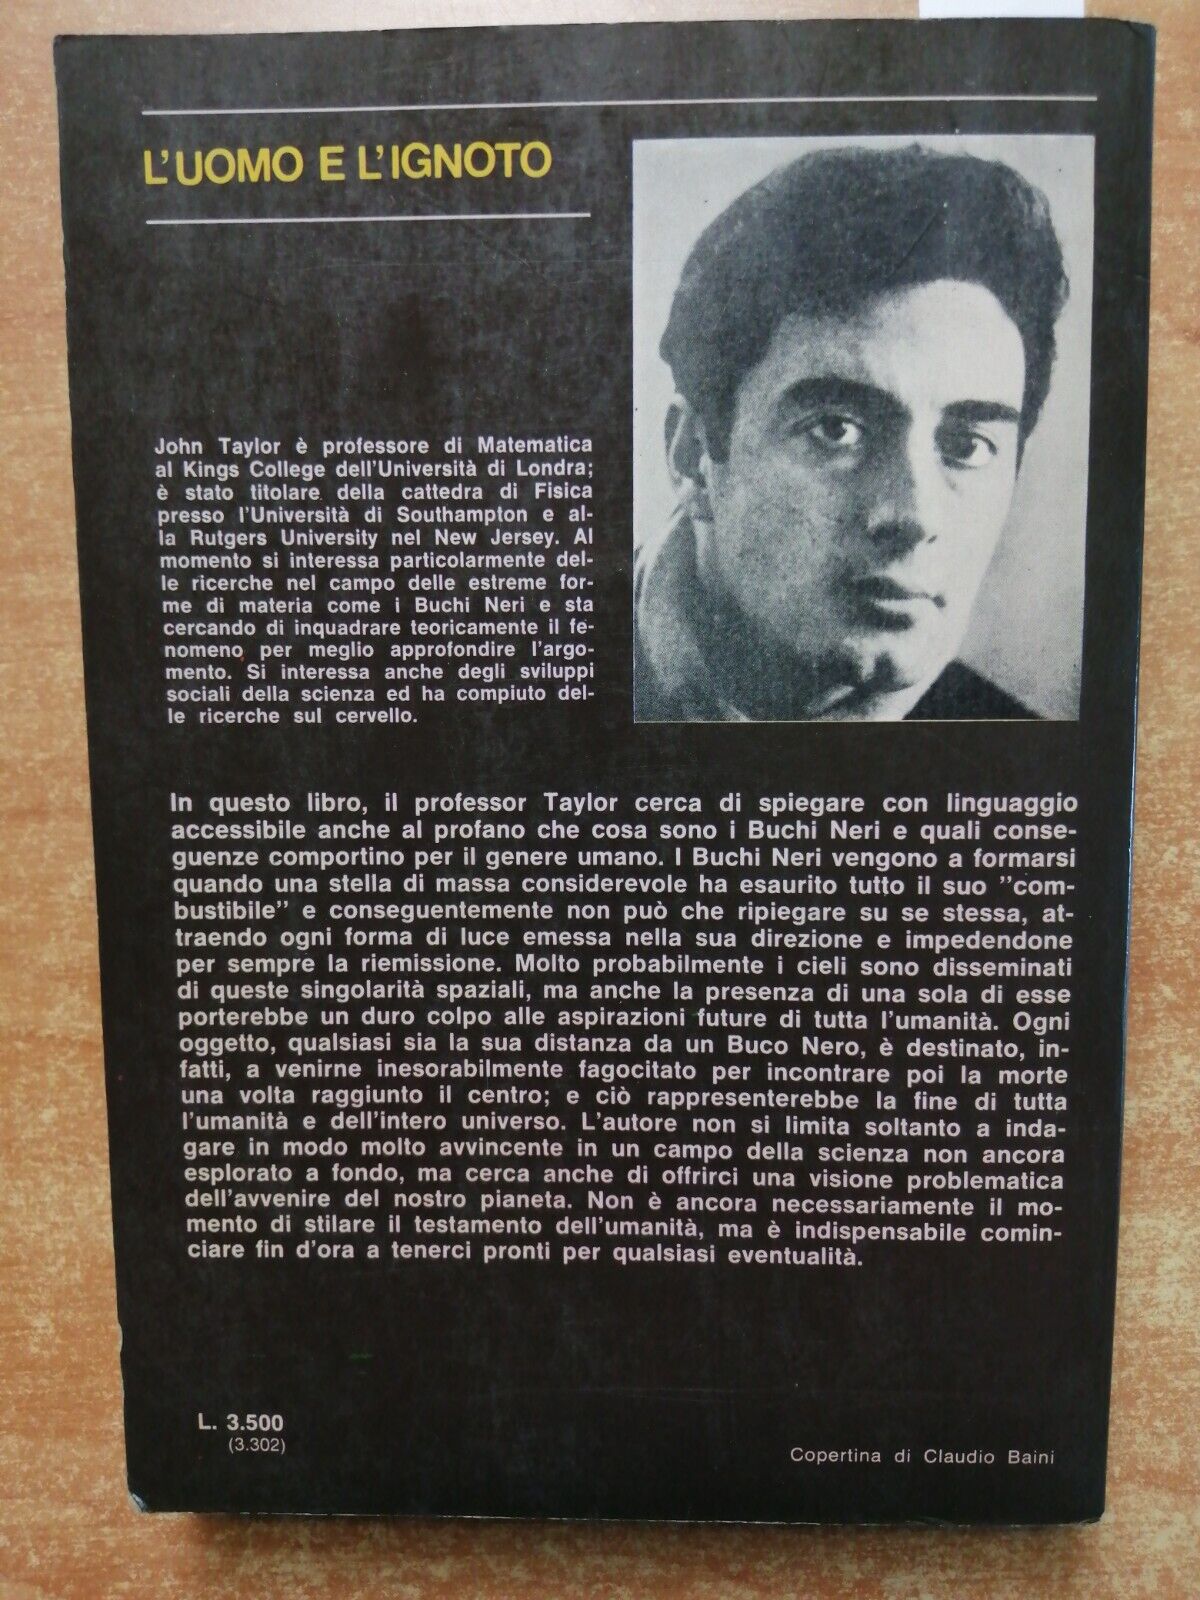 L'UOMO E L'IGNOTO
John Taylor è professore di Matematica
al Kings College dell'Università di Londra;
è stato titolare della cattedra di Fisica
presso l'Università di Southampton e al-
la Rutgers University nel New Jersey. Al
momento si interessa particolarmente del-
le ricerche nel campo delle estreme for-
me di materia come i Buchi Neri e sta
cercando di inquadrare teoricamente il fe-
nomeno per meglio approfondire l'argo-
mento. Si interessa anche degli sviluppi
sociali della scienza ed ha compiuto del-
le ricerche sul cervello.
In questo libro, il professor Taylor cerca di spiegare con linguaggio
accessibile anche al profano che cosa sono i Buchi Neri e quali conse-
guenze comportino per il genere umano. I Buchi Neri vengono a formarsi
quando una stella di massa considerevole ha esaurito tutto il suo "com-
bustibile" e conseguentemente non può che ripiegare su se stessa, at-
traendo ogni forma di luce emessa nella sua direzione e impedendone
per sempre la riemissione. Molto probabilmente i cieli sono disseminati
di queste singolarità spaziali, ma anche la presenza di una sola di esse
porterebbe un duro colpo alle aspirazioni future di tutta l'umanità. Ogni
oggetto, qualsiasi sia la sua distanza da un Buco Nero, è destinato, in-
fatti, a venirne inesorabilmente fagocitato per incontrare poi la morte
una volta raggiunto il centro; e ciò rappresenterebbe la fine di tutta
l'umanità e dell'intero universo. L'autore non si limita soltanto a inda-
gare in modo molto avvincente in un campo della scienza non ancora
esplorato a fondo, ma cerca anche di offrirci una visione problematica
dell'avvenire del nostro pianeta. Non è ancora necessariamente il mo-
mento di stilare il testamento dell'umanità, ma è indispensabile comin-
ciare fin d'ora a tenerci pronti per qualsiasi eventualità.
L. 3.500
(3.302)
Copertina di Claudio Baini